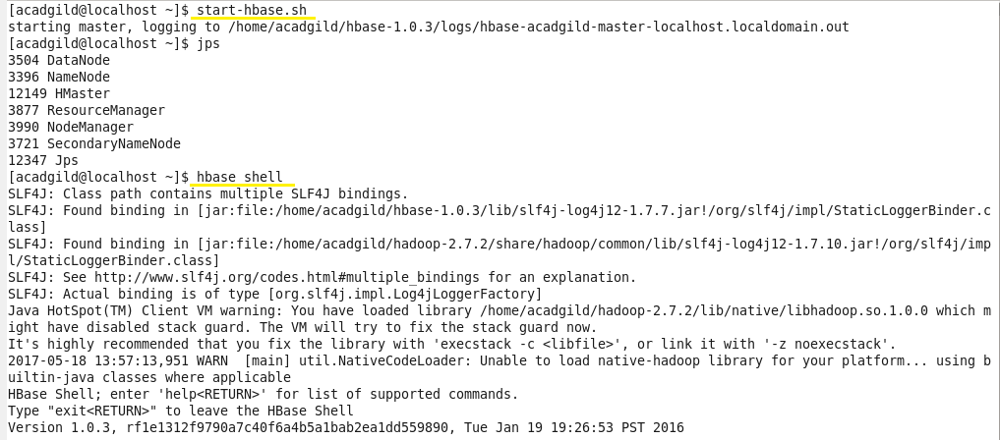 [acadgild@localhost ~]$ start-hbase.sh
starting master, logging to /home/acadgild/hbase-1.0.3/logs/hbase-acadgild-master-localhost.localdomain.out
[acadgild@localhost ~]$ jps
3504 DataNode
3396 NameNode
12149 HMaster
3877 ResourceManager
3990 NodeManager
3721 SecondaryNameNode
12347 Jps
[acadgild@localhost ~]$ hbase shell
SLF4J: Class path contains multiple SLF4J bindings.
SLF4J: Found binding in [jar:file:/home/acadgild/hbase-1.0.3/lib/slf4j-log4j12-1.7.7.jar!/org/slf4j/impl/StaticLoggerBinder.c
lass]
SLF4J: Found binding in [jar:file:/home/acadgild/hadoop-2.7.2/share/hadoop/common/lib/slf4j-log4j12-1.7.10.jar!/org/slf4j/imp
l/StaticLoggerBinder.class]
SLF4J: See http://www.slf4j.org/codes.html#multiple_bindings for an explanation.
SLF4J: Actual binding is of type [org.slf4j.impl.Log4jLoggerFactory]
Java HotSpot(TM) Client VM warning: You have loaded library /home/acadgild/hadoop-2.7.2/lib/native/libhadoop.so.1.0.0 which m
ight have disabled stack guard. The VM will try to fix the stack guard now.
It's highly recommended that you fix the library with 'execstack -c <libfile>', or link it with '-z noexecstack'.
2017-05-18 13:57:13,951 WARN  [main] util.NativeCodeLoader: Unable to load native-hadoop library for your platform... using b
uiltin-java classes where applicable
HBase Shell; enter 'help<RETURN>' for list of supported commands.
Type "exit<RETURN>" to leave the HBase Shell
Version 1.0.3, rf1e1312f9790a7c40f6a4b5a1bab2ea1dd559890, Tue Jan 19 19:26:53 PST 2016